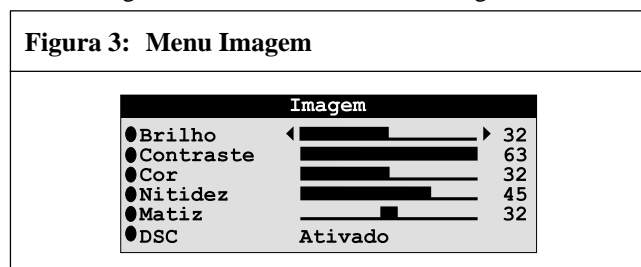 Figura 3: Menu Imagem
Imagem
Brilho 32
Contraste 63
Cor 32
Nitidez 45
Matiz 32
DSC Ativado